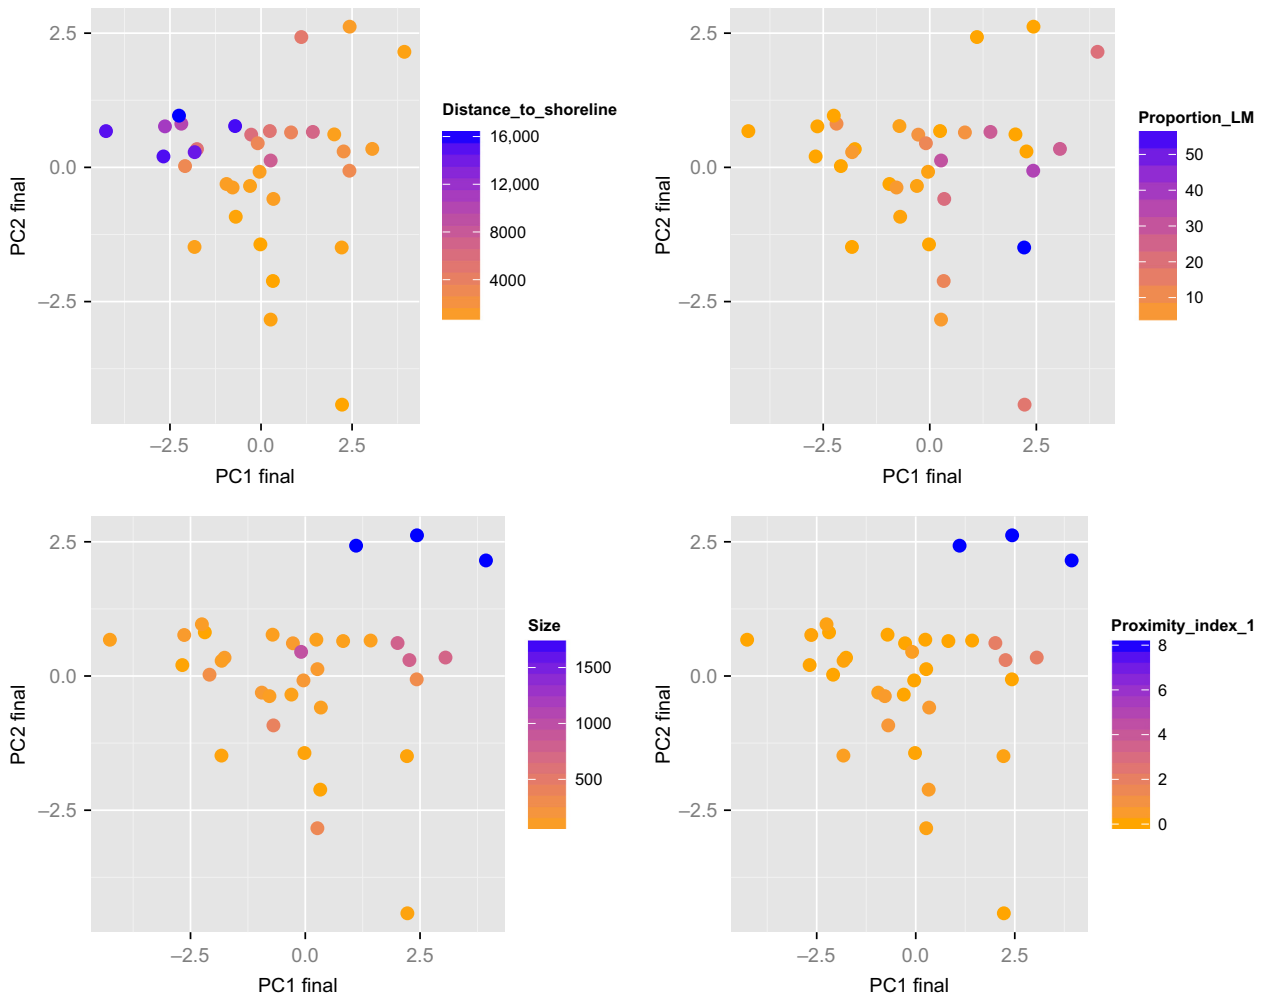 2.5
0.0
–2.5
PC2 final
–2.5 0.0 2.5
PC1 final
Distance_to_shoreline
16,000
12,000
8000
4000
2.5
0.0
–2.5
PC2 final
–2.5 0.0 2.5
PC1 final
Proportion_LM
50
40
30
20
10
2.5
0.0
–2.5
PC2 final
–2.5 0.0 2.5
PC1 final
Size
1500
1000
500
2.5
0.0
–2.5
PC2 final
–2.5 0.0 2.5
PC1 final
Proximity_index_1
8
6
4
2
0